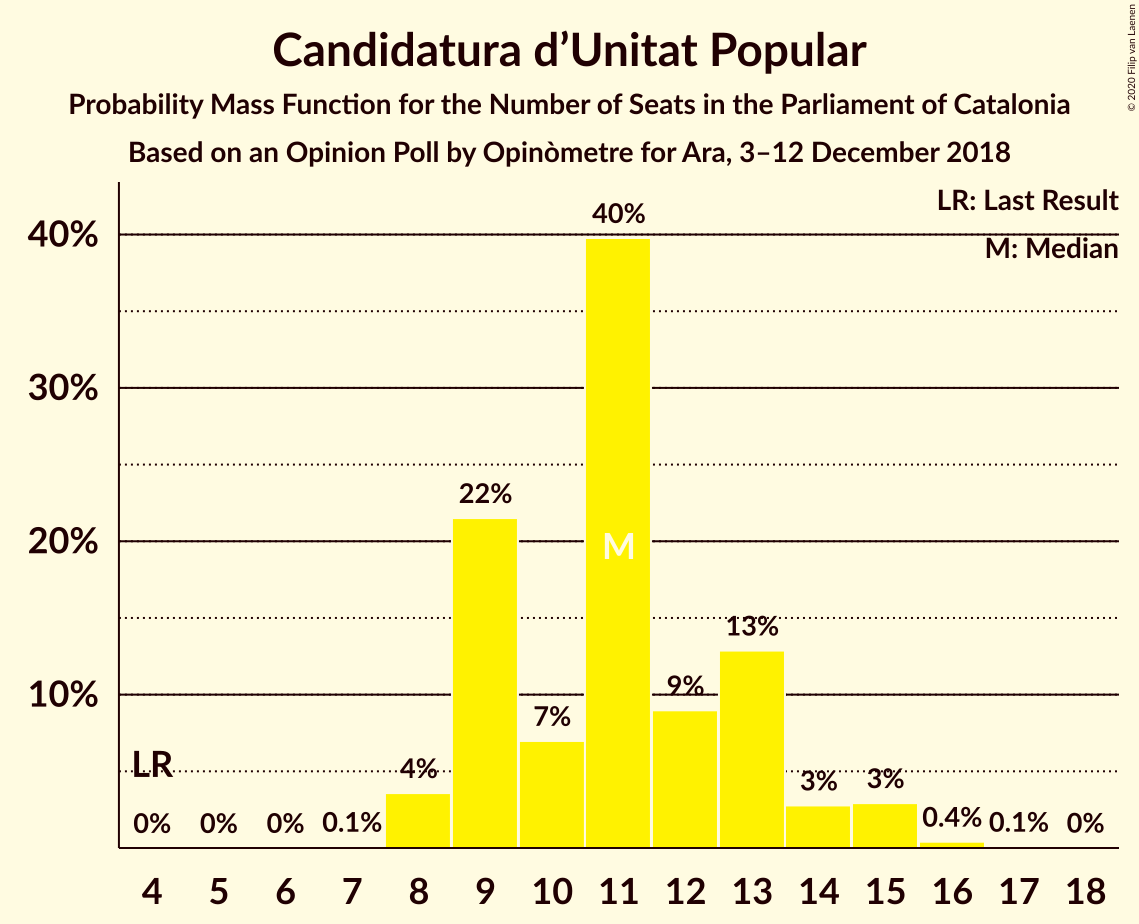 Candidatura d’Unitat Popular
Probability Mass Function for the Number of Seats in the Parliament of Catalonia
Based on an Opinion Poll by Opinòmetre for Ara, 3–12 December 2018
© 2020 Filip van Laenen
LR: Last Result
M: Median
40%
30%
20%
10%
LR
0%
0%
0%
0.1%
4%
22%
7%
40%
M
9%
13%
3%
3%
0.4%
0.1%
0%
4 5 6 7 8 9 10 11 12 13 14 15 16 17 18